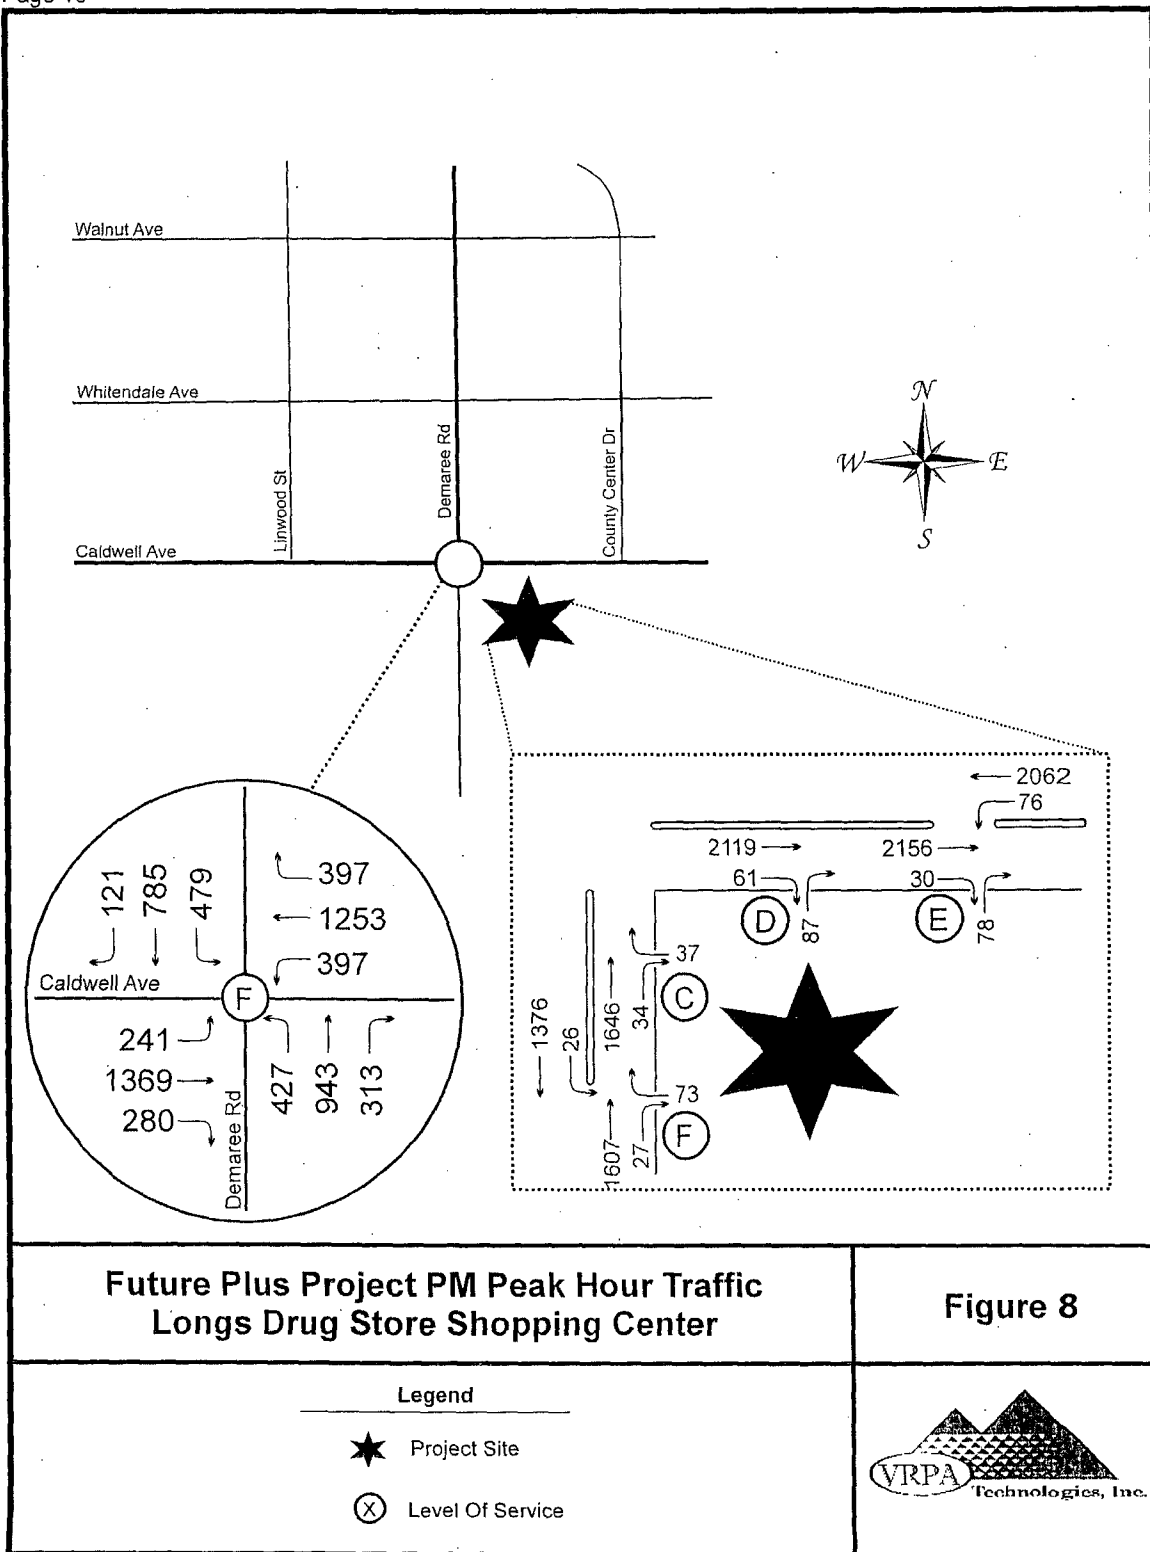 Walnut Ave
Whitendale Ave
Linwood St
Demaree Rd
County Center Dr
Caldwell Ave
N
W
E
S
121
785
479
397
1253
397
Caldwell Ave
F
241
1369
280
427
943
313
Demaree Rd
2062
76
2119
2156
61
30
D
87
E
78
37
C
1376
26
1646
34
73
F
1607
27
Future Plus Project PM Peak Hour Traffic
Longs Drug Store Shopping Center
Figure 8
Legend
Project Site
X Level Of Service
VRPA
Technologies, Inc.